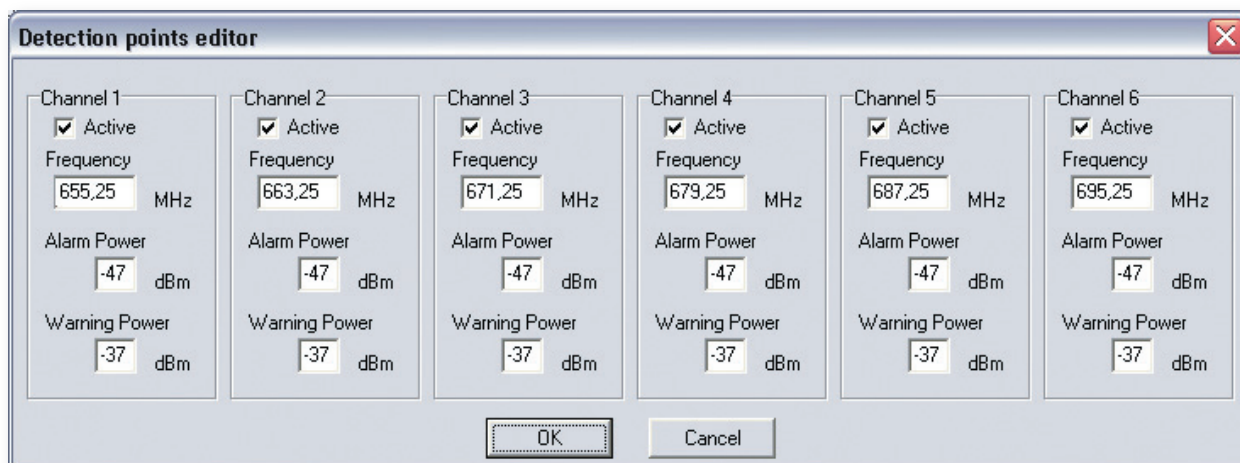 Detection points editor
Channel 1
Active
Frequency
655,25 MHz
Alarm Power
-47 dBm
Warning Power
-37 dBm
Channel 2
Active
Frequency
663,25 MHz
Alarm Power
-47 dBm
Warning Power
-37 dBm
Channel 3
Active
Frequency
671,25 MHz
Alarm Power
-47 dBm
Warning Power
-37 dBm
Channel 4
Active
Frequency
679,25 MHz
Alarm Power
-47 dBm
Warning Power
-37 dBm
Channel 5
Active
Frequency
687,25 MHz
Alarm Power
-47 dBm
Warning Power
-37 dBm
Channel 6
Active
Frequency
695,25 MHz
Alarm Power
-47 dBm
Warning Power
-37 dBm
OK
Cancel